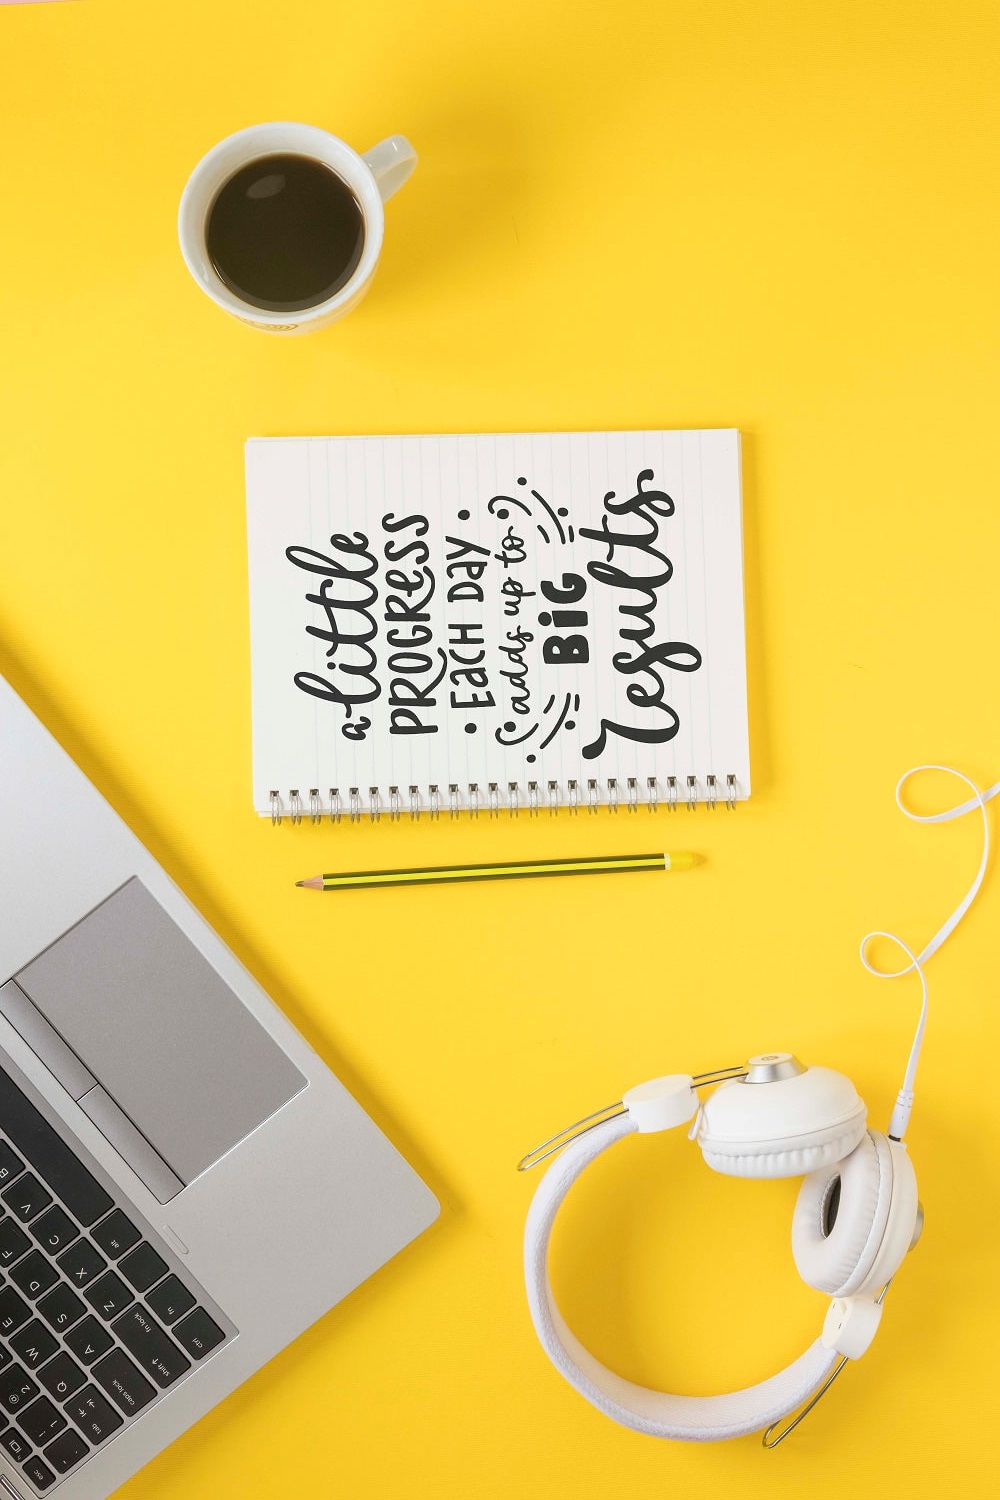 a little
PROGRESS
Each Day
adds up to
BIG
results
B
V
alt
F
C
X
fn
D
Z
fn lock
ctrl
E
S
A
shift
W
Q
caps lock
2 @
1 !
tab
esc